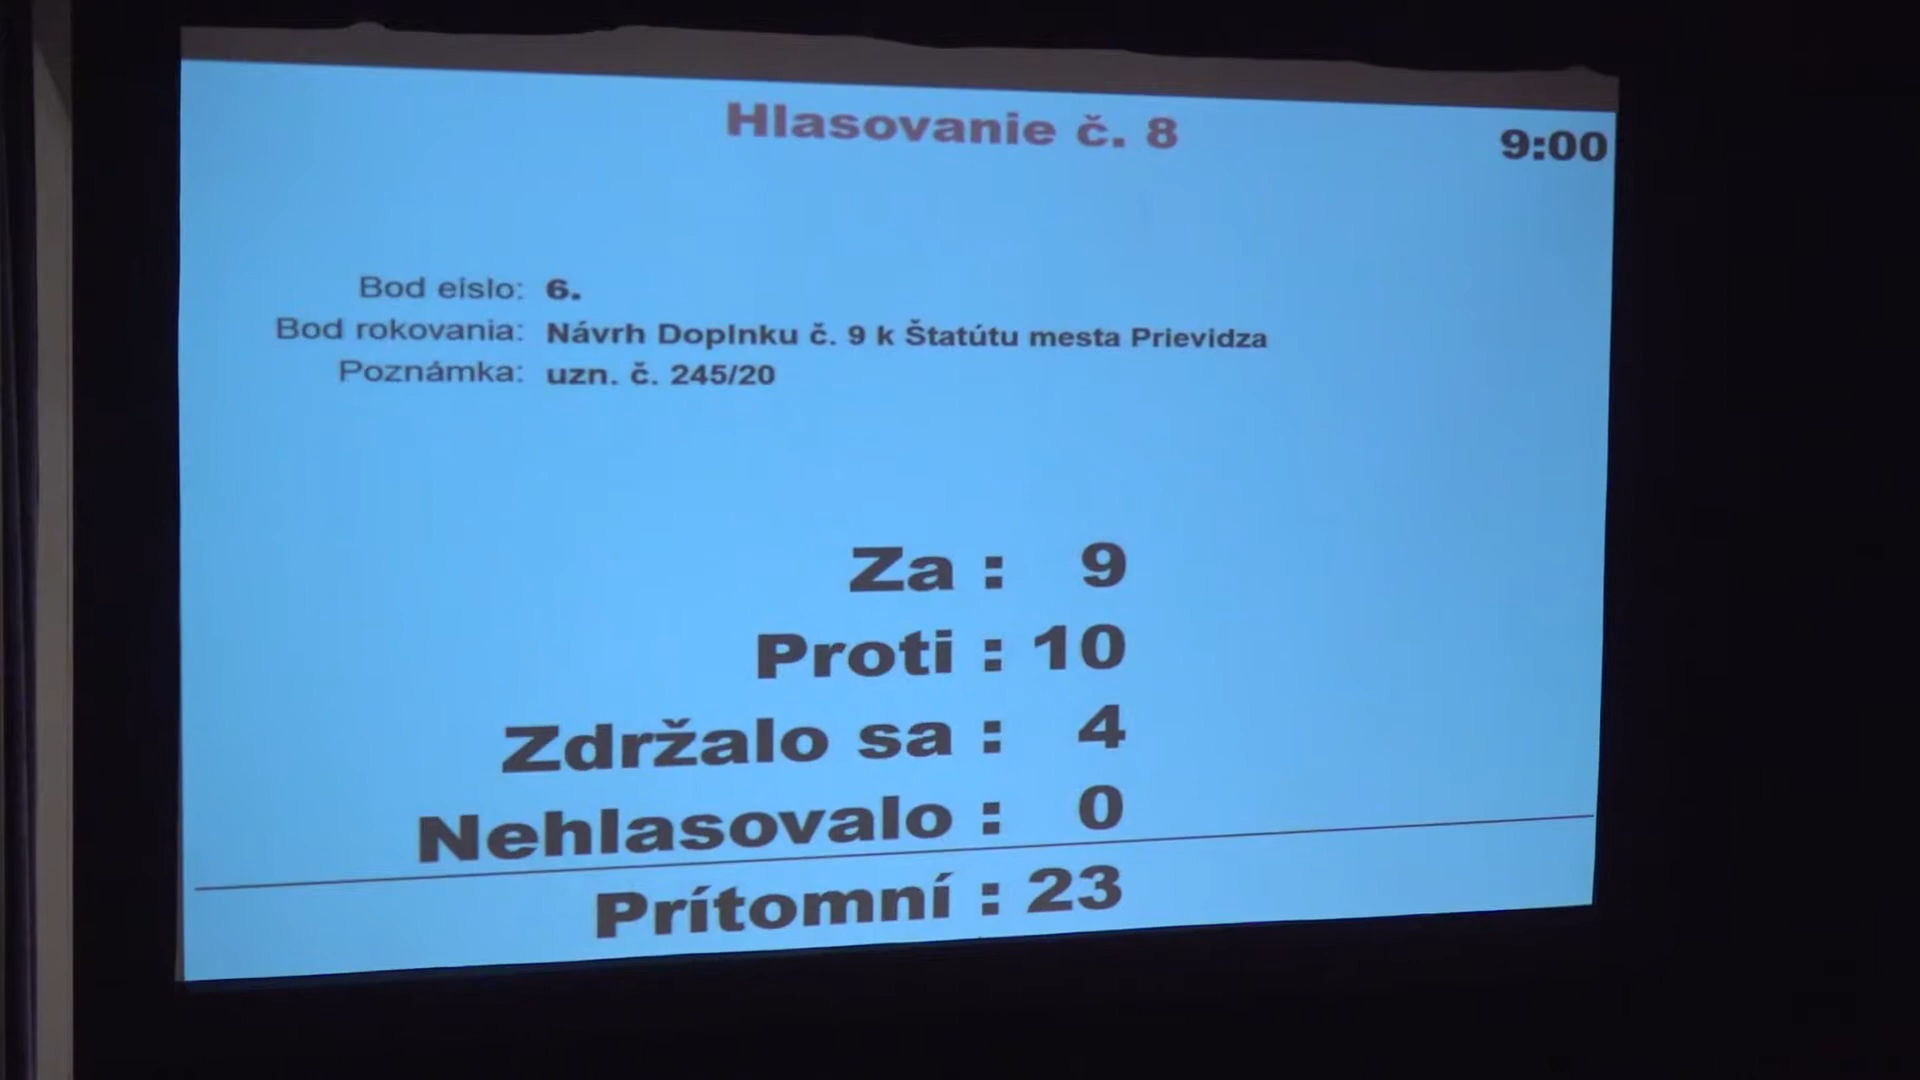 Hlasovanie č. 8
9:00
Bod eíslo: 6.
Bod rokovania: Návrh Doplnku č. 9 k Štatútu mesta Prievidza
Poznámka: uzn. č. 245/20
Za : 9
Proti : 10
Zdržalo sa : 4
Nehlasovalo : 0
Prítomní : 23